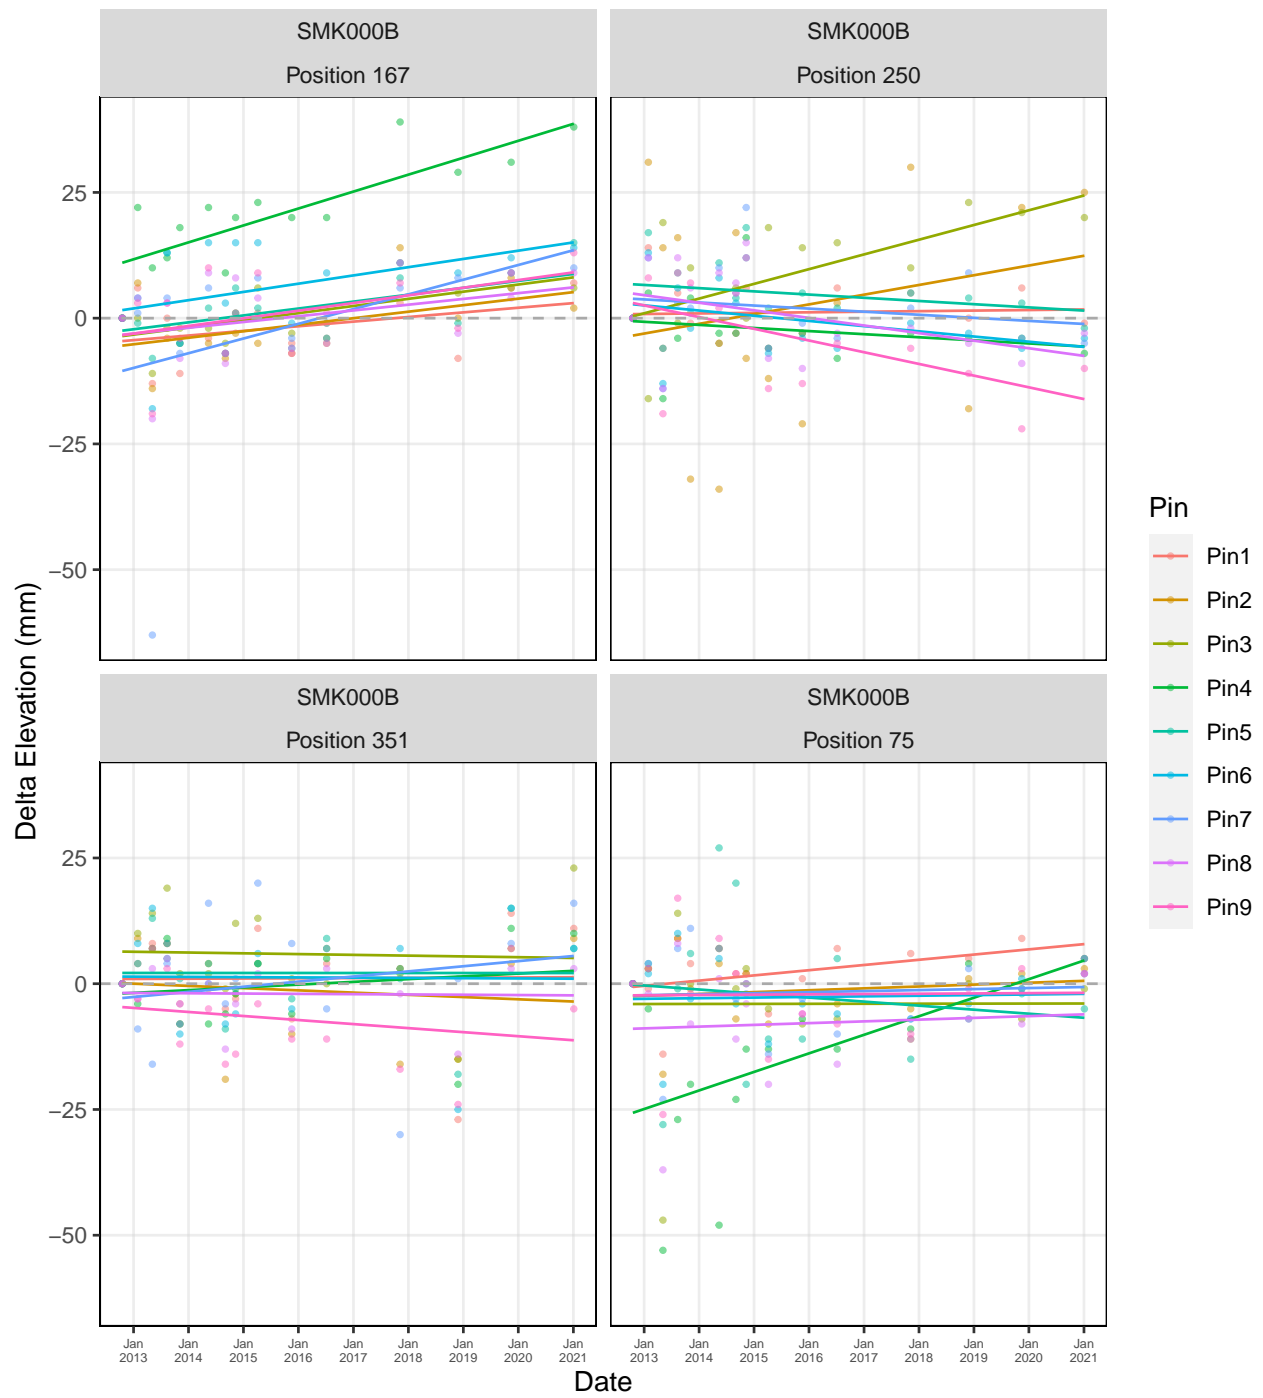 SMK000B
Position 167
SMK000B
Position 250
25
0
−25
−50
SMK000B
Position 351
SMK000B
Position 75
25
0
−25
−50
Jan 2013
Jan 2014
Jan 2015
Jan 2016
Jan 2017
Jan 2018
Jan 2019
Jan 2020
Jan 2021
Jan 2013
Jan 2014
Jan 2015
Jan 2016
Jan 2017
Jan 2018
Jan 2019
Jan 2020
Jan 2021
Date
Delta Elevation (mm)
Pin
Pin1
Pin2
Pin3
Pin4
Pin5
Pin6
Pin7
Pin8
Pin9